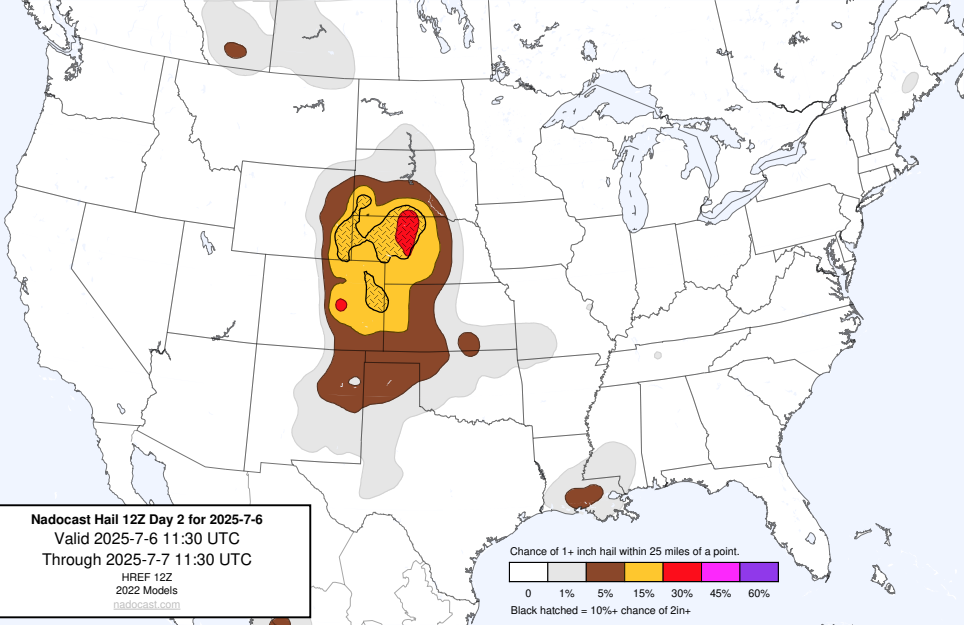 Nadocast Hail 12Z Day 2 for 2025-7-6
Valid 2025-7-6 11:30 UTC
Through 2025-7-7 11:30 UTC
HREF 12Z
2022 Models
nadocast.com
Chance of 1+ inch hail within 25 miles of a point.
0 1% 5% 15% 30% 45% 60%
Black hatched = 10%+ chance of 2in+